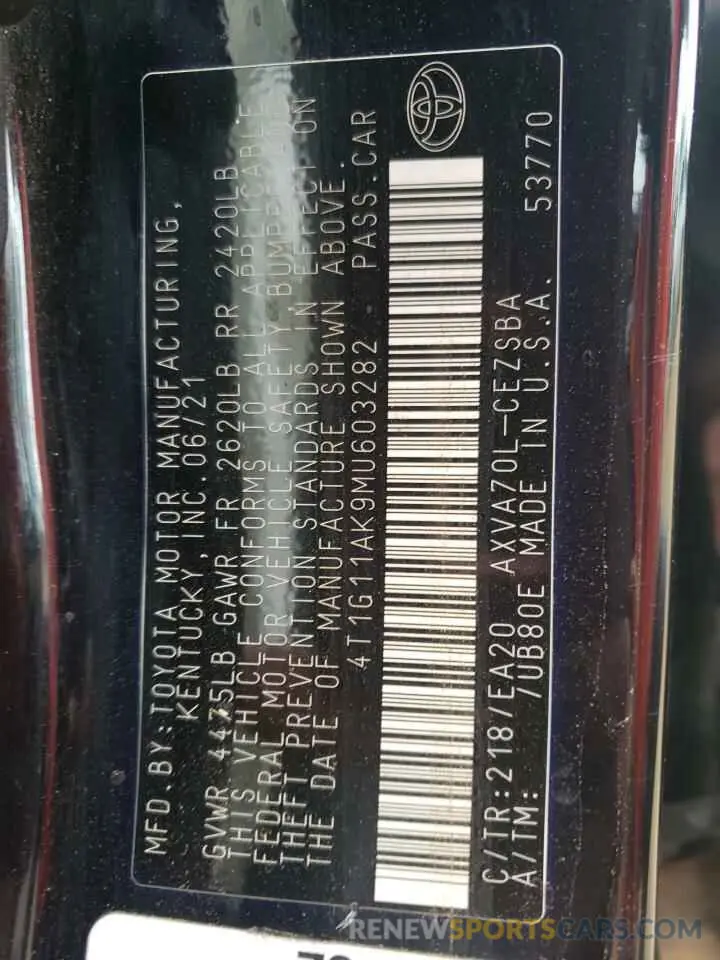 MFD.BY:TOYOTA MOTOR MANUFACTURING,
KENTUCKY, INC. 06/21
GVWR 4475LB GAWR FR 2620LB RR 2420LB
THIS VEHICLE CONFORMS TO ALL APPLICABLE
FEDERAL MOTOR VEHICLE SAFETY BUMPER
THEFT PREVENTION STANDARDS IN EFFECT ON
THE DATE OF MANUFACTURE SHOWN ABOVE.
4T1G11AK9MU603282 PASS.CAR
C/TR:218/EA20 AXVA70L-CEZSBA
A/TM: /UB80E MADE IN U.S.A. 53770
RENEWSPORTSCARS.COM